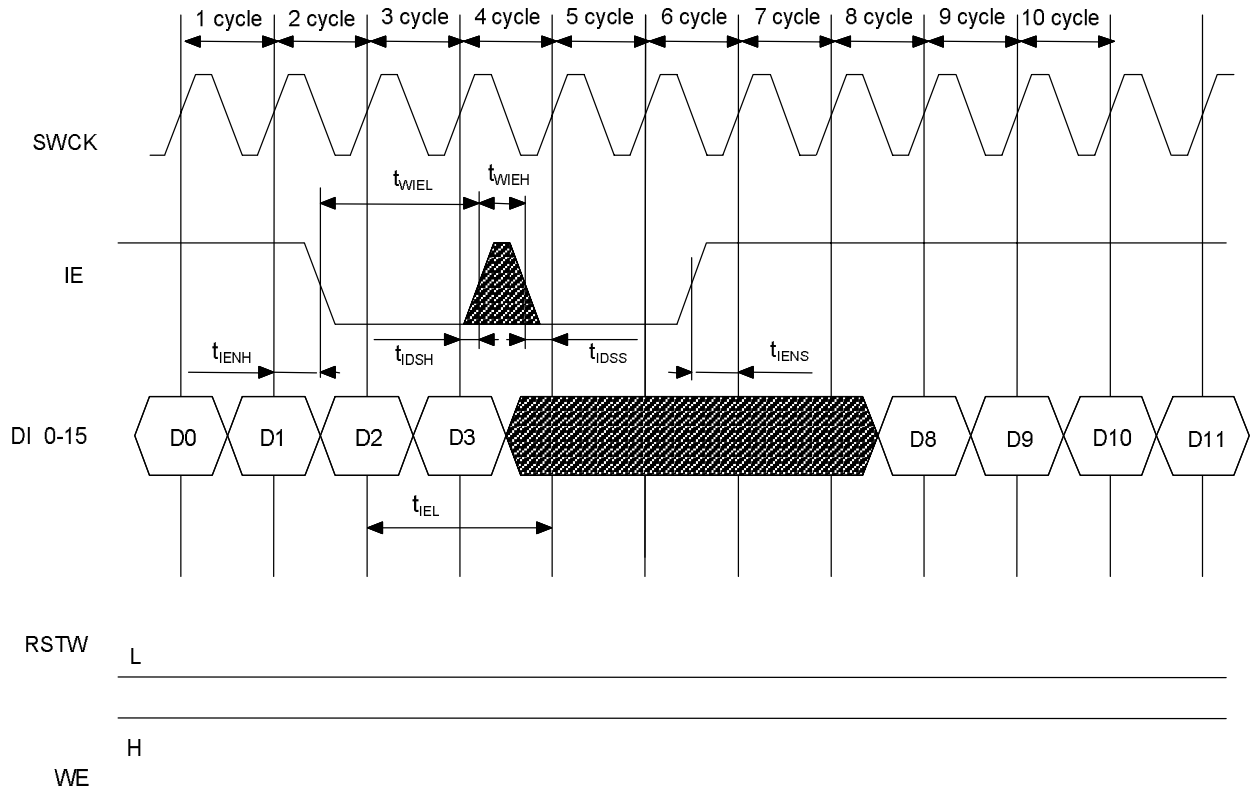 1 cycle 2 cycle 3 cycle 4 cycle 5 cycle 6 cycle 7 cycle 8 cycle 9 cycle 10 cycle
SWCK
tWIEL tWIEH
IE
tIENH tIDSH tIDSS tIENS
DI 0-15 D0 D1 D2 D3 D8 D9 D10 D11
tIEL
RSTW L
H
WE